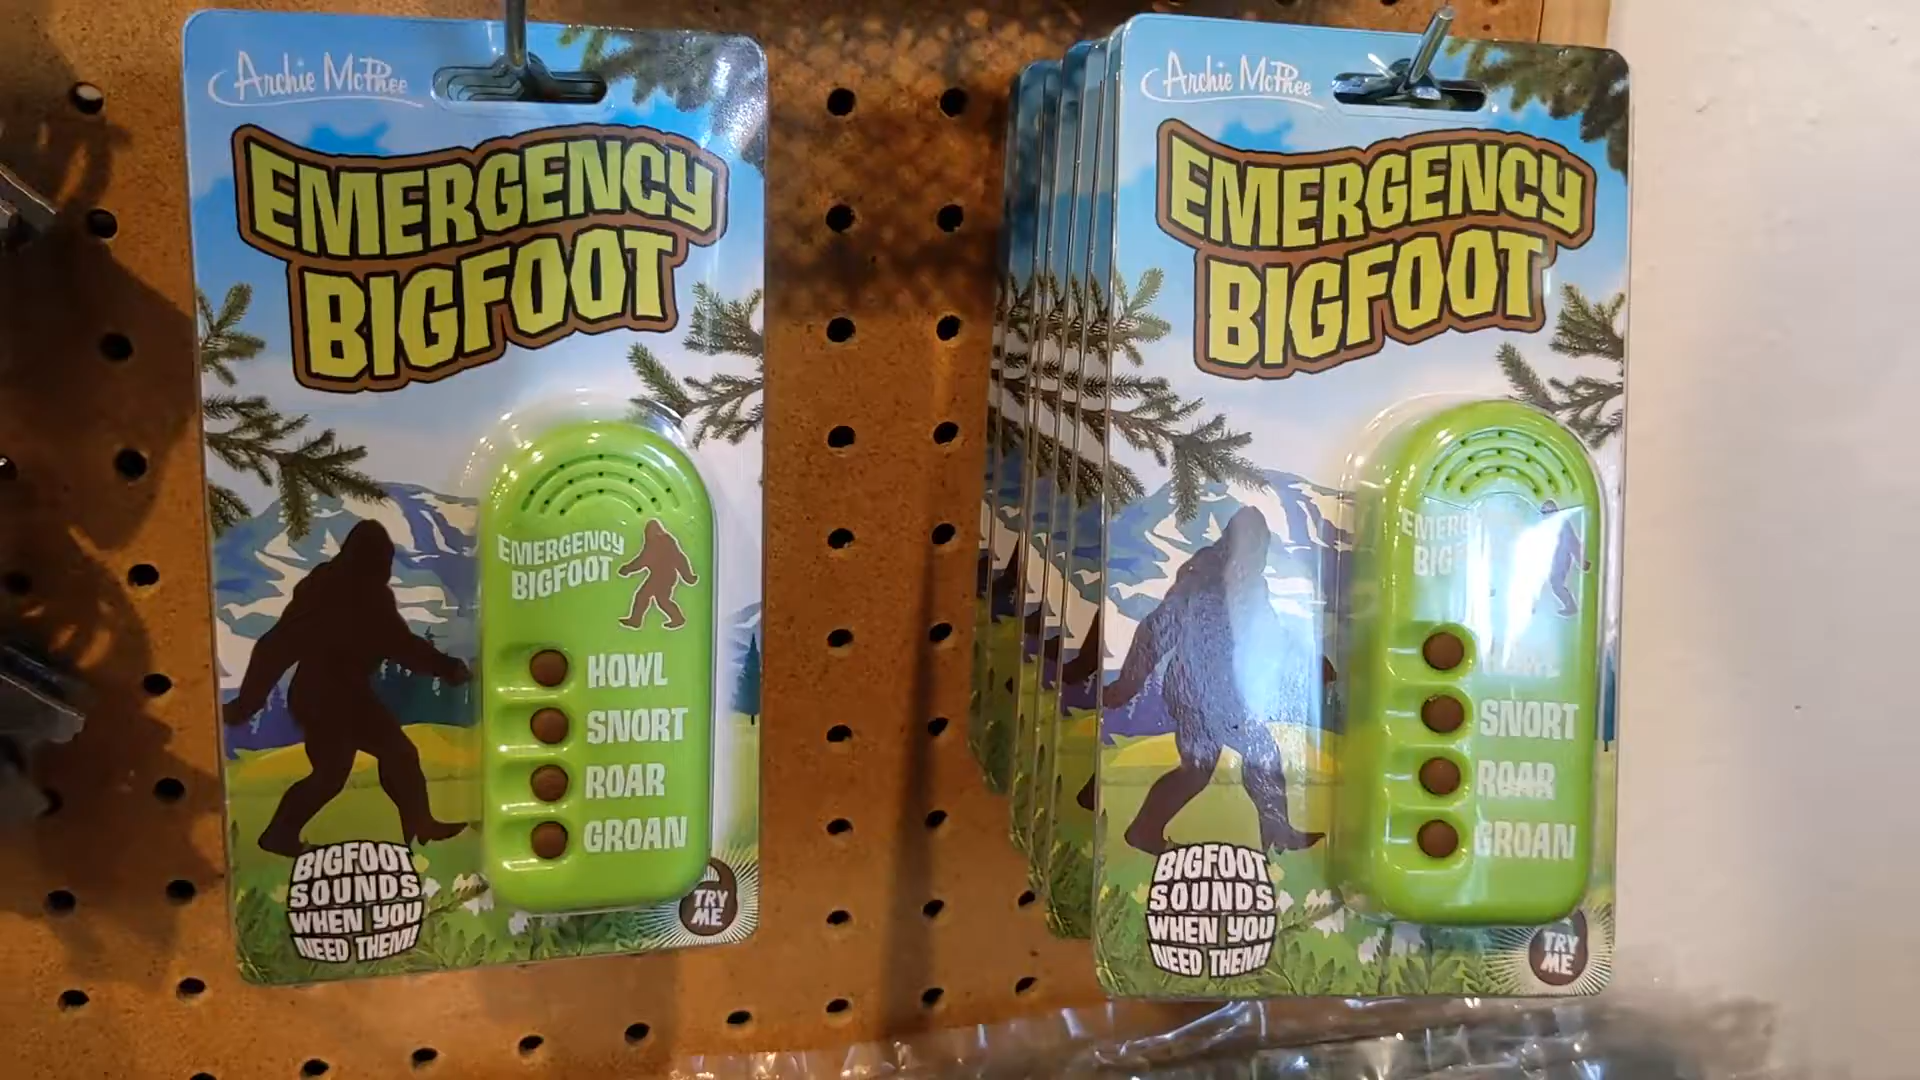 Archie McPhee
EMERGENCY
BIGFOOT
EMERGENCY
BIGFOOT
HOWL
SNORT
ROAR
GROAN
BIGFOOT
SOUNDS
WHEN YOU
NEED THEM!
TRY
ME
Archie McPhee
EMERGENCY
BIGFOOT
SNORT
ROAR
GROAN
BIGFOOT
SOUNDS
WHEN YOU
NEED THEM!
TRY
ME